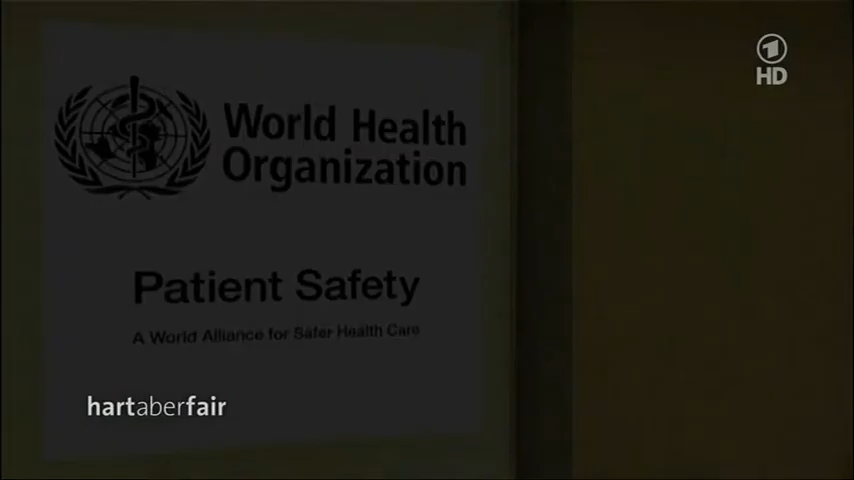 1
HD
World Health
Organization
Patient Safety
A World Alliance for Safer Health Care
hartaberfair